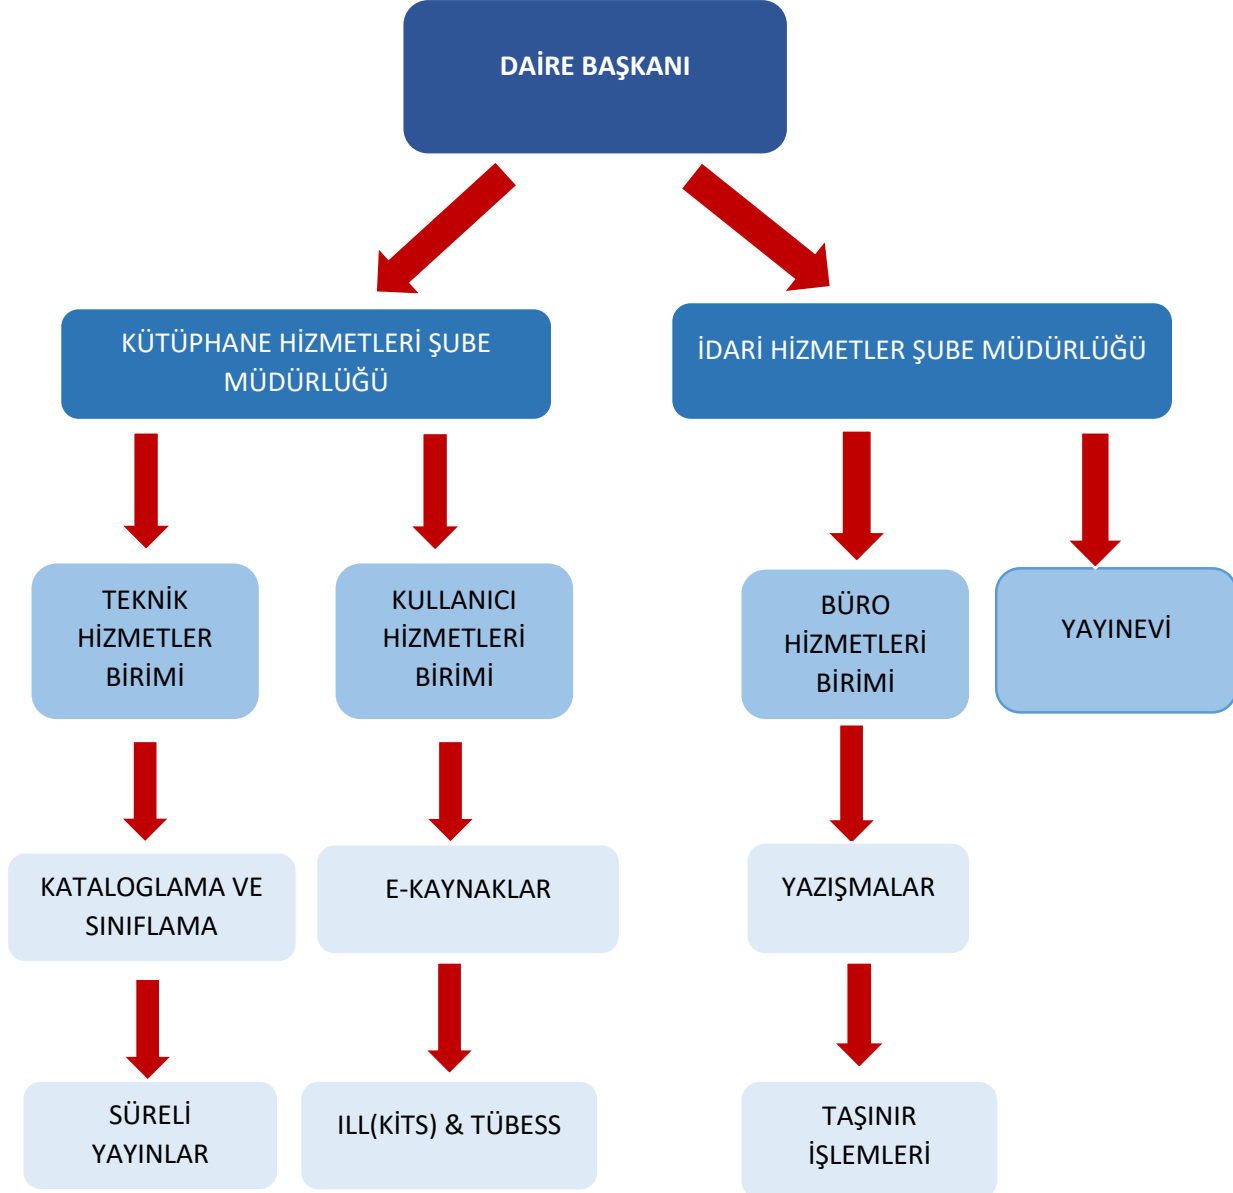 DAİRE BAŞKANI
KÜTÜPHANE HİZMETLERİ ŞUBE
MÜDÜRLÜĞÜ
İDARİ HİZMETLER ŞUBE MÜDÜRLÜĞÜ
TEKNİK
HİZMETLER
BİRİMİ
KULLANICI
HİZMETLERİ
BİRİMİ
BÜRO
HİZMETLERİ
BİRİMİ
YAYINEVİ
KATALOGLAMA VE
SINIFLAMA
E-KAYNAKLAR
YAZIŞMALAR
SÜRELİ
YAYINLAR
ILL(KİTS) & TÜBESS
TAŞINIR
İŞLEMLERİ